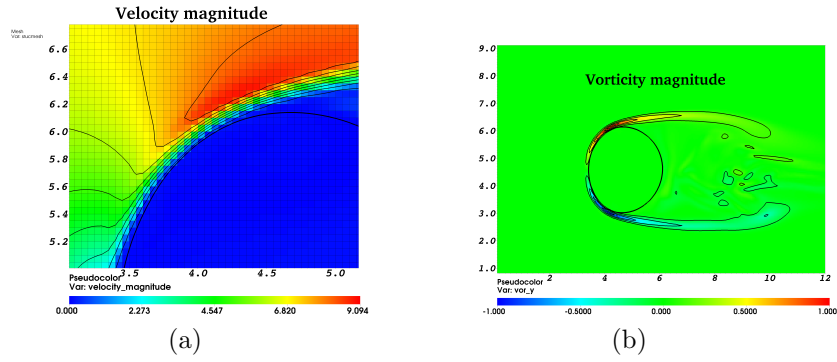 Velocity magnitude
Mesh
Var: slucmesh
6.6
6.4
6.2
6.0
5.8
5.6
5.4
5.2
3.5 4.0 4.5 5.0
Pseudocolor
Var: velocity_magnitude
0.000 2.273 4.547 6.820 9.094
(a)
Vorticity magnitude
9.0
8.0
7.0
6.0
5.0
4.0
3.0
2.0
1.0
2 4 6 8 10 12
Pseudocolor
Var: vor_y
-1.000 -0.5000 0.000 0.5000 1.000
(b)